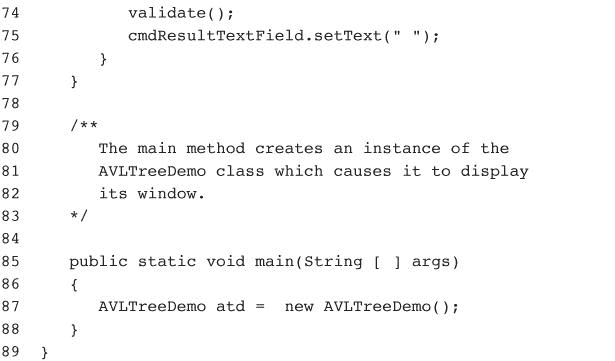 74         validate();
75         cmdResultTextField.setText(" ");
76      }
77   }
78
79   /**
80      The main method creates an instance of the
81      AVLTreeDemo class which causes it to display
82      its window.
83   */
84
85   public static void main(String [ ] args)
86   {
87      AVLTreeDemo atd =  new AVLTreeDemo();
88   }
89 }